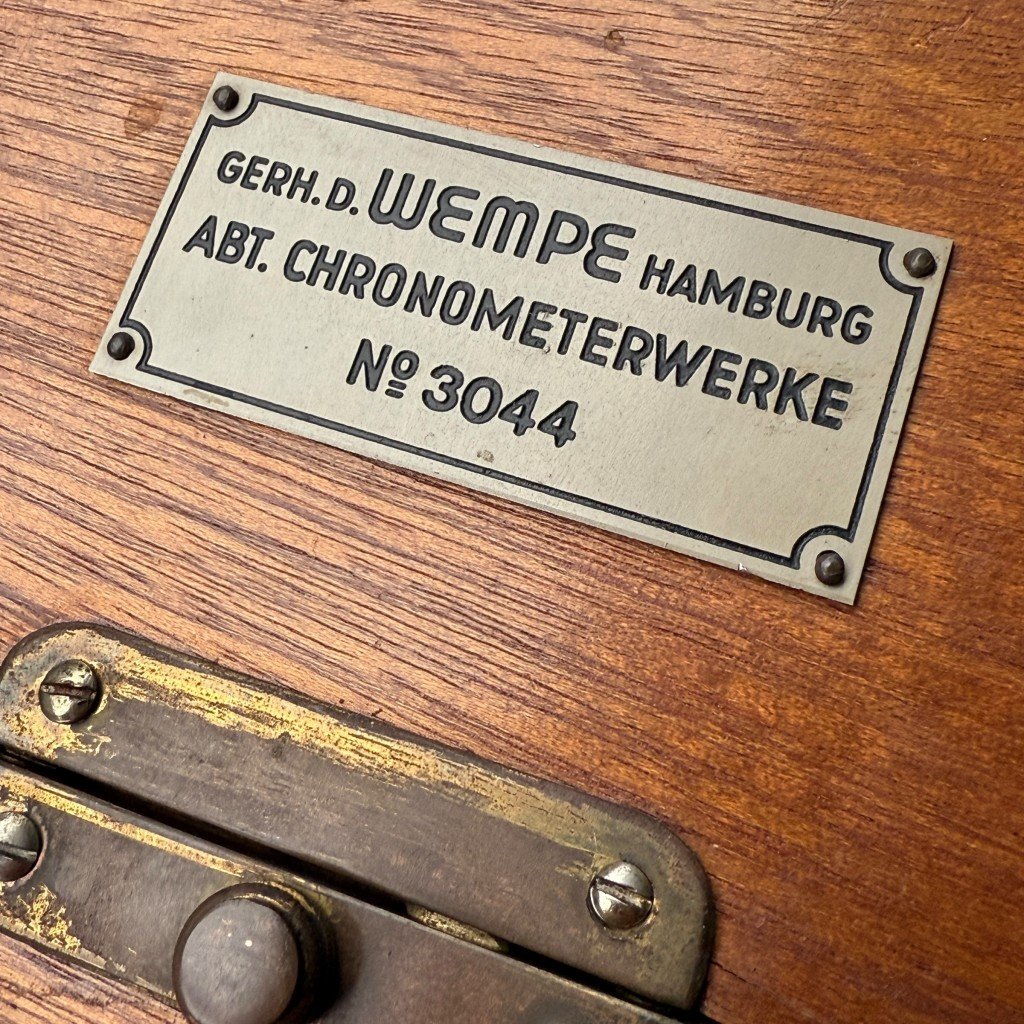 GERH. D. WEMPE HAMBURG
ABT. CHRONOMETERWERKE
Nº 3044